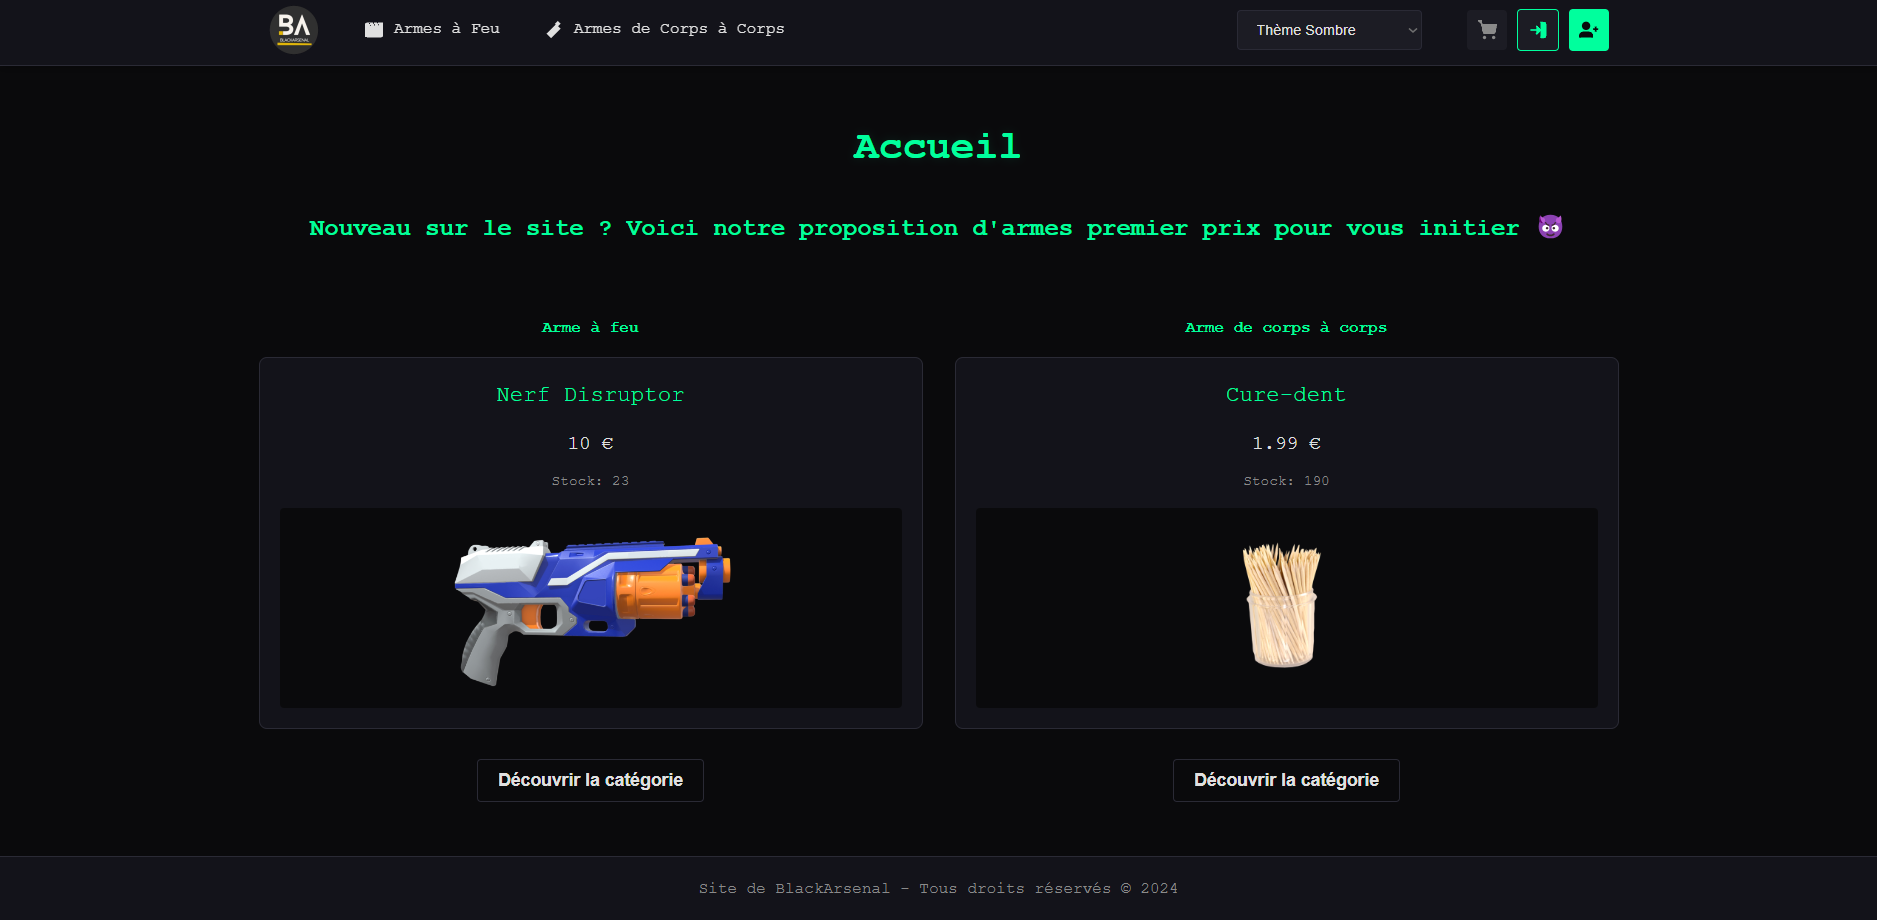 BA
BLACKARSENAL
Armes à Feu
Armes de Corps à Corps
Thème Sombre
Accueil
Nouveau sur le site ? Voici notre proposition d'armes premier prix pour vous initier 😈
Arme à feu
Arme de corps à corps
Nerf Disruptor
10 €
Stock: 23
Cure-dent
1.99 €
Stock: 190
Découvrir la catégorie
Découvrir la catégorie
Site de BlackArsenal - Tous droits réservés © 2024